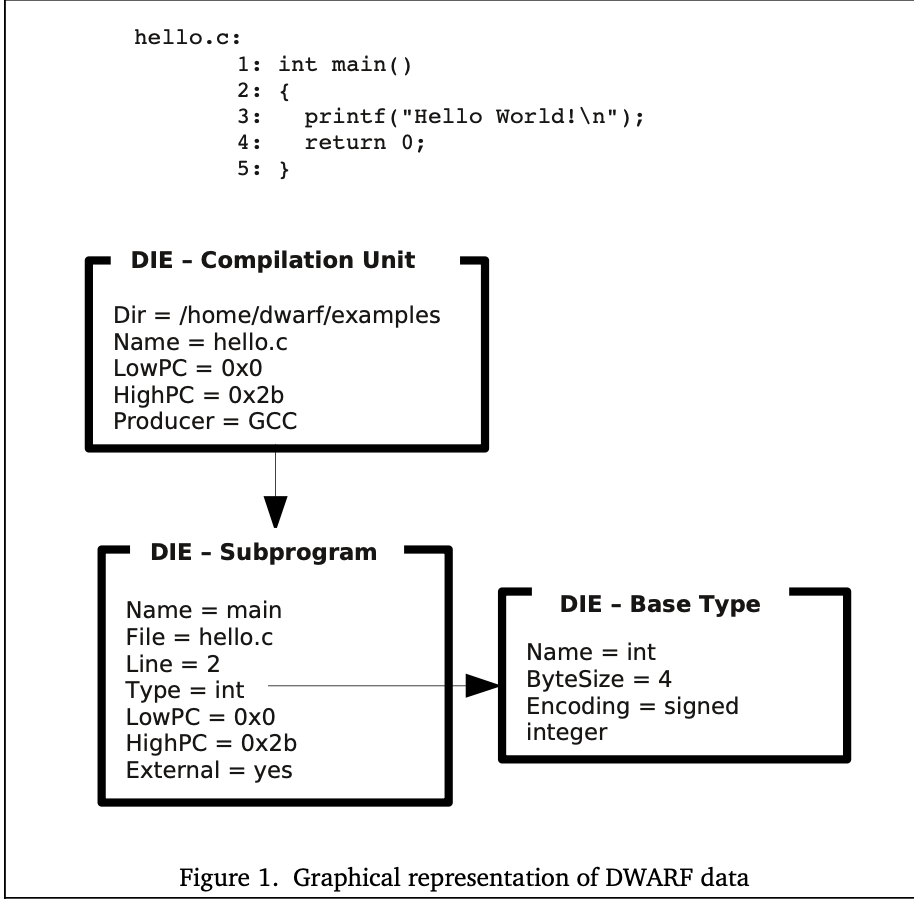 hello.c:
1: int main()
2: {
3:   printf("Hello World!\n");
4:   return 0;
5: }
DIE – Compilation Unit
Dir = /home/dwarf/examples
Name = hello.c
LowPC = 0x0
HighPC = 0x2b
Producer = GCC
DIE – Subprogram
Name = main
File = hello.c
Line = 2
Type = int
LowPC = 0x0
HighPC = 0x2b
External = yes
DIE – Base Type
Name = int
ByteSize = 4
Encoding = signed
integer
Figure 1.  Graphical representation of DWARF data